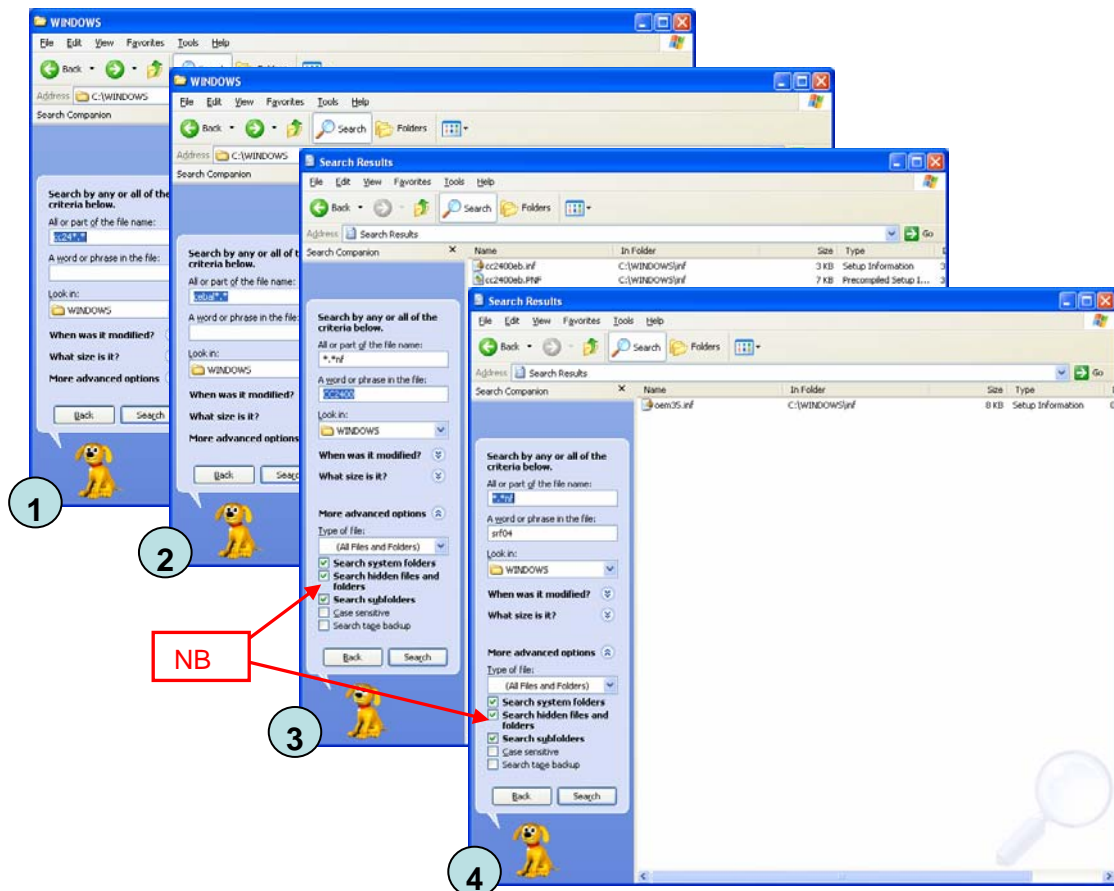 WINDOWS
File Edit View Favorites Tools Help
Back
Address C:\WINDOWS
Search Companion
Search by any or all of the
criteria below.
All or part of the file name:
cc24*.*
A word or phrase in the file:
Look in:
WINDOWS
When was it modified?
What size is it?
More advanced options
Back Search
1
WINDOWS
File Edit View Favorites Tools Help
Back Search Folders
Address C:\WINDOWS
Search Companion
Search by any or all of t
criteria below.
All or part of the file name:
cebal*.*
A word or phrase in the file:
Look in:
WINDOWS
When was it modified?
What size is it?
More advanced options
Back Searc
2
Search Results
File Edit View Favorites Tools Help
Back Search Folders
Address Search Results Go
Search Companion × Name In Folder Size Type
cc2400eb.inf C:\WINDOWS\inf 3 KB Setup Information 3
cc2400eb.PNF C:\WINDOWS\inf 7 KB Precompiled Setup I... 3
Search by any or all of the
criteria below.
All or part of the file name:
*.*nf
A word or phrase in the file:
CC2400
Look in:
WINDOWS
When was it modified?
What size is it?
More advanced options
Type of file:
(All Files and Folders)
Search system folders
Search hidden files and
folders
Search subfolders
Case sensitive
Search tape backup
Back Search
3
NB
Search Results
File Edit View Favorites Tools Help
Back Search Folders
Address Search Results Go
Search Companion × Name In Folder Size Type
oem35.inf C:\WINDOWS\inf 8 KB Setup Information
Search by any or all of the
criteria below.
All or part of the file name:
*.*nf
A word or phrase in the file:
srf04
Look in:
WINDOWS
When was it modified?
What size is it?
More advanced options
Type of file:
(All Files and Folders)
Search system folders
Search hidden files and
folders
Search subfolders
Case sensitive
Search tape backup
Back Search
4